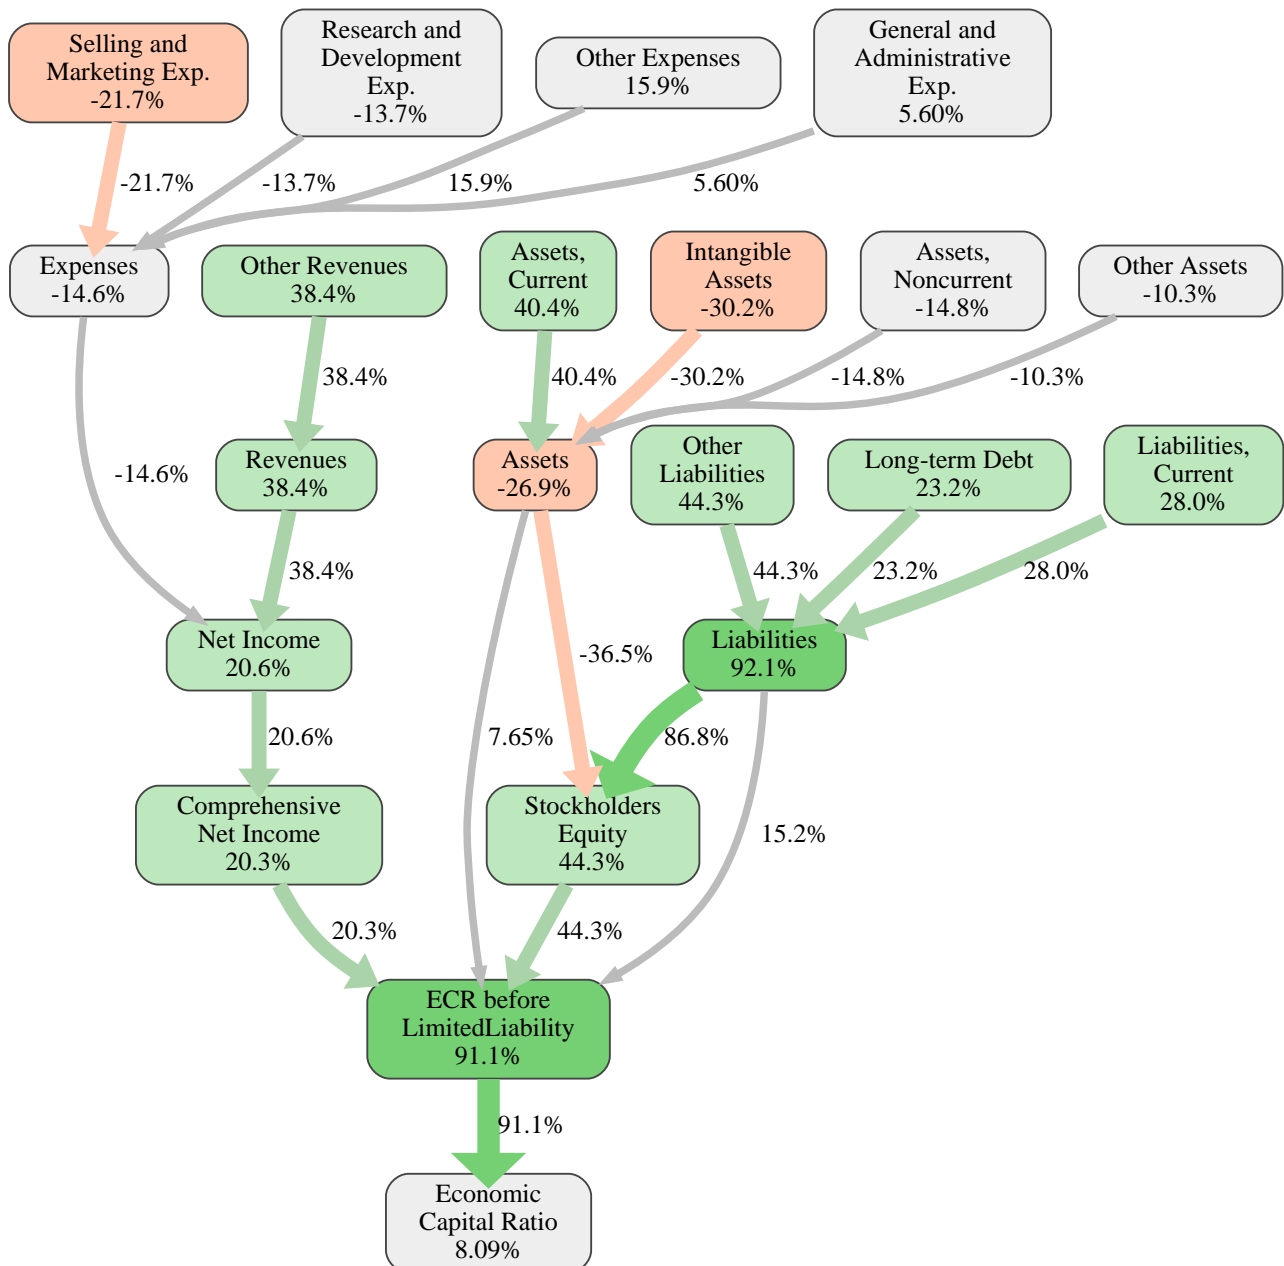 Selling and
Marketing Exp.
-21.7%
Research and
Development
Exp.
-13.7%
Other Expenses
15.9%
General and
Administrative
Exp.
5.60%
-21.7%
-13.7%
15.9%
5.60%
Expenses
-14.6%
Other Revenues
38.4%
Assets,
Current
40.4%
Intangible
Assets
-30.2%
Assets,
Noncurrent
-14.8%
Other Assets
-10.3%
38.4%
40.4%
-30.2%
-14.8%
-10.3%
Revenues
38.4%
Assets
-26.9%
Other
Liabilities
44.3%
Long-term Debt
23.2%
Liabilities,
Current
28.0%
-14.6%
38.4%
44.3%
23.2%
28.0%
Net Income
20.6%
Liabilities
92.1%
-36.5%
20.6%
7.65%
86.8%
Comprehensive
Net Income
20.3%
Stockholders
Equity
44.3%
15.2%
20.3%
44.3%
ECR before
LimitedLiability
91.1%
91.1%
Economic
Capital Ratio
8.09%